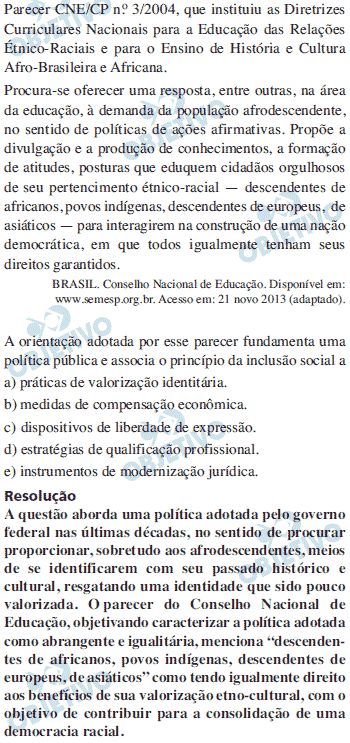 Parecer CNE/CP n.º 3/2004, que instituiu as Diretrizes
Curriculares Nacionais para a Educação das Relações
Étnico-Raciais e para o Ensino de História e Cultura
Afro-Brasileira e Africana.
Procura-se oferecer uma resposta, entre outras, na área
da educação, à demanda da população afrodescendente,
no sentido de políticas de ações afirmativas. Propõe a
divulgação e a produção de conhecimentos, a formação
de atitudes, posturas que eduquem cidadãos orgulhosos
de seu pertencimento étnico-racial — descendentes de
africanos, povos indígenas, descendentes de europeus, de
asiáticos — para interagirem na construção de uma nação
democrática, em que todos igualmente tenham seus
direitos garantidos.
BRASIL. Conselho Nacional de Educação. Disponível em:
www.semesp.org.br. Acesso em: 21 novo 2013 (adaptado).
A orientação adotada por esse parecer fundamenta uma
política pública e associa o princípio da inclusão social a
a) práticas de valorização identitária.
b) medidas de compensação econômica.
c) dispositivos de liberdade de expressão.
d) estratégias de qualificação profissional.
e) instrumentos de modernização jurídica.
Resolução
A questão aborda uma política adotada pelo governo
federal nas últimas décadas, no sentido de procurar
proporcionar, sobretudo aos afrodescendentes, meios
de se identificarem com seu passado histórico e
cultural, resgatando uma identidade que sido pouco
valorizada. O parecer do Conselho Nacional de
Educação, objetivando caracterizar a política adotada
como abrangente e igualitária, menciona “descenden-
tes de africanos, povos indígenas, descendentes de
europeus, de asiáticos” como tendo igualmente direito
aos benefícios de sua valorização etno-cultural, com o
objetivo de contribuir para a consolidação de uma
democracia racial.
OBJETIVO
OBJETIVO
OBJETIVO
OBJETIVO
OBJETIVO
OBJETIVO
OBJETIVO
OBJETIVO